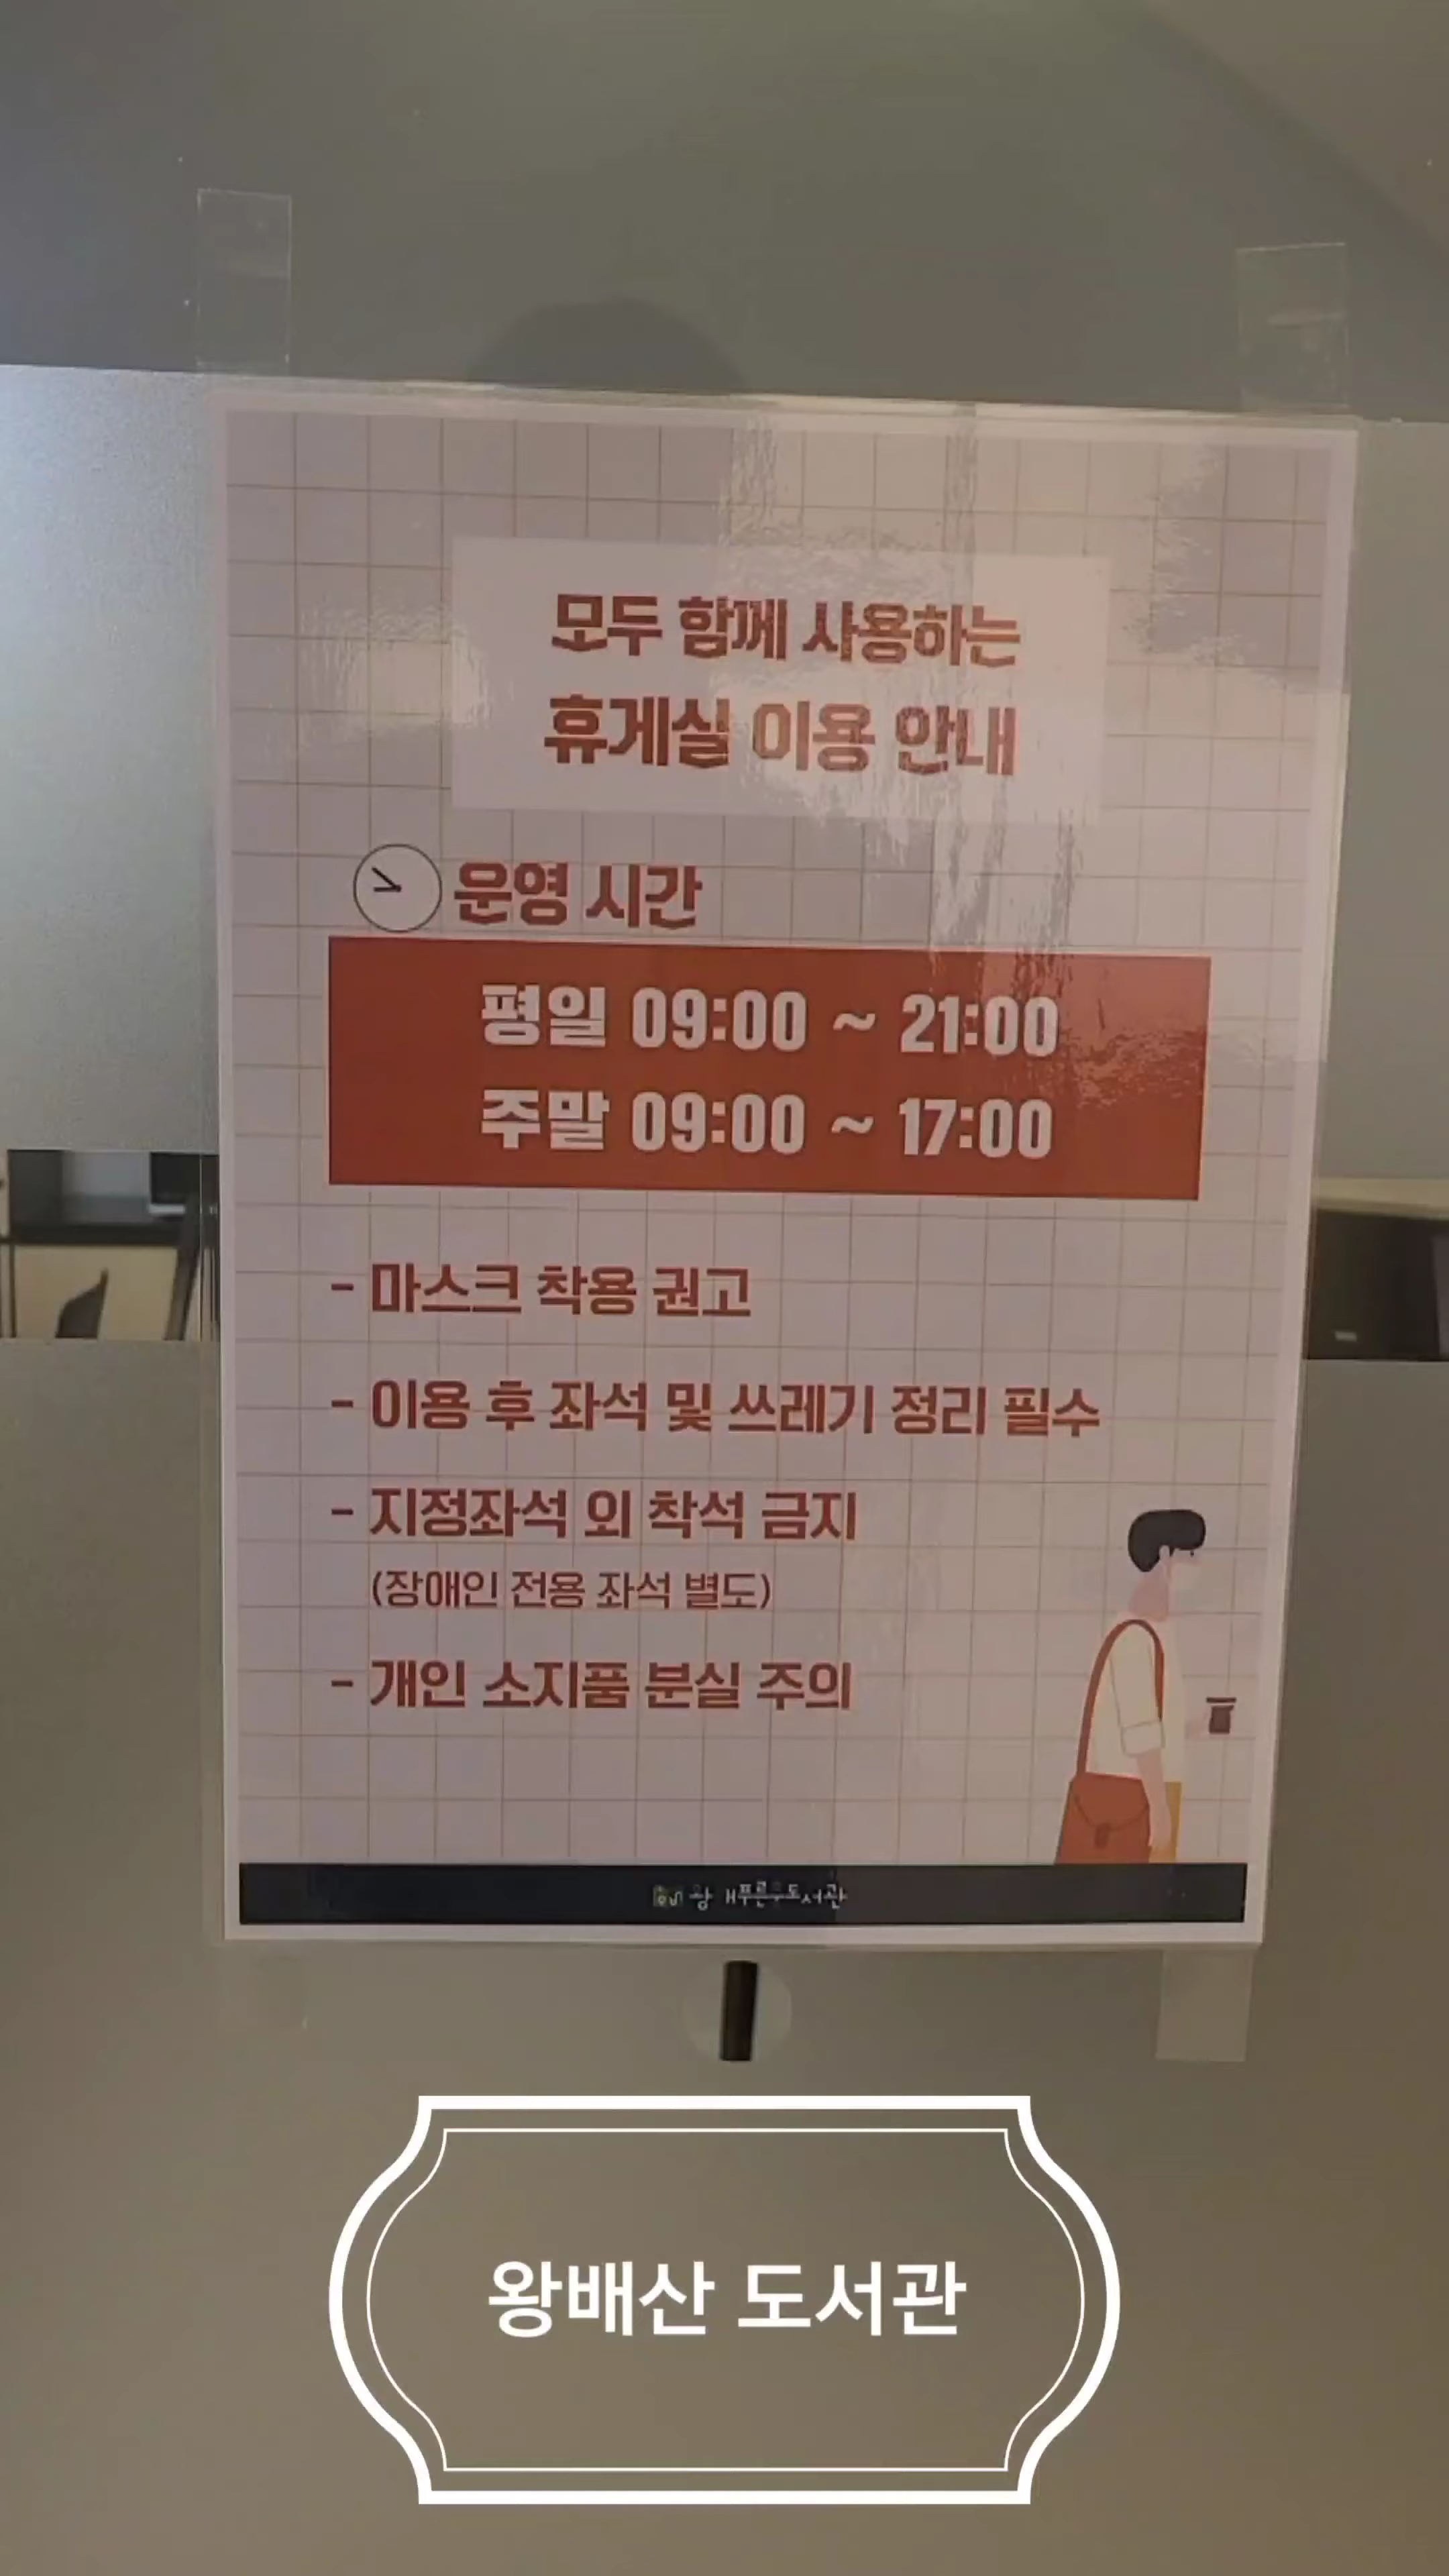 모두 함께 사용하는
휴게실 이용 안내
운영 시간
평일 09:00 ~ 21:00
주말 09:00 ~ 17:00
- 마스크 착용 권고
- 이용 후 좌석 및 쓰레기 정리 필수
- 지정좌석 외 착석 금지
(장애인 전용 좌석 별도)
- 개인 소지품 분실 주의
도서관
왕배산 도서관